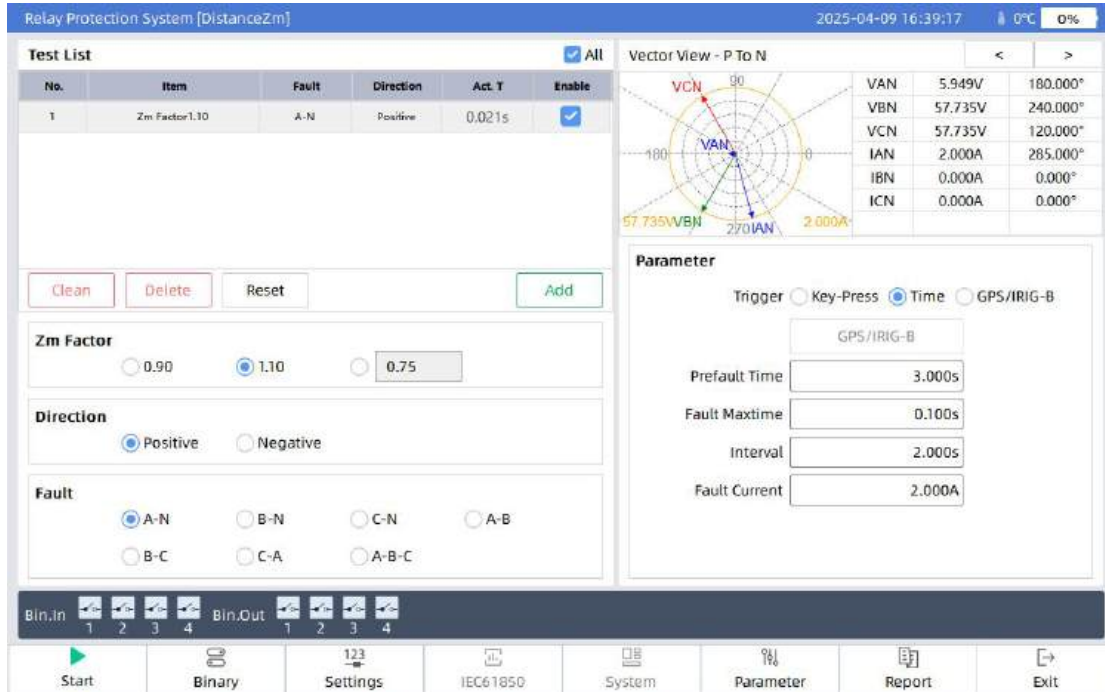 Relay Protection System [DistanceZm] 2025-04-09 16:39:17 0℃ 0%
Test List All
No. Item Fault Direction Act. T Enable
1 Zm Factor1.10 A-N Positive 0.021s
Clean Delete Reset Add
Zm Factor
0.90 1.10 0.75
Direction
Positive Negative
Fault
A-N B-N C-N A-B
B-C C-A A-B-C
Vector View - P To N < >
90
VCN
VAN
180 0
57.735V VBN 270 IAN 2.000A
VAN 5.949V 180.000°
VBN 57.735V 240.000°
VCN 57.735V 120.000°
IAN 2.000A 285.000°
IBN 0.000A 0.000°
ICN 0.000A 0.000°
Parameter
Trigger Key-Press Time GPS/IRIG-B
GPS/IRIG-B
Prefault Time 3.000s
Fault Maxtime 0.100s
Interval 2.000s
Fault Current 2.000A
Bin.In 1 2 3 4 Bin.Out 1 2 3 4
123
Start Binary Settings IEC61850 System Parameter Report Exit